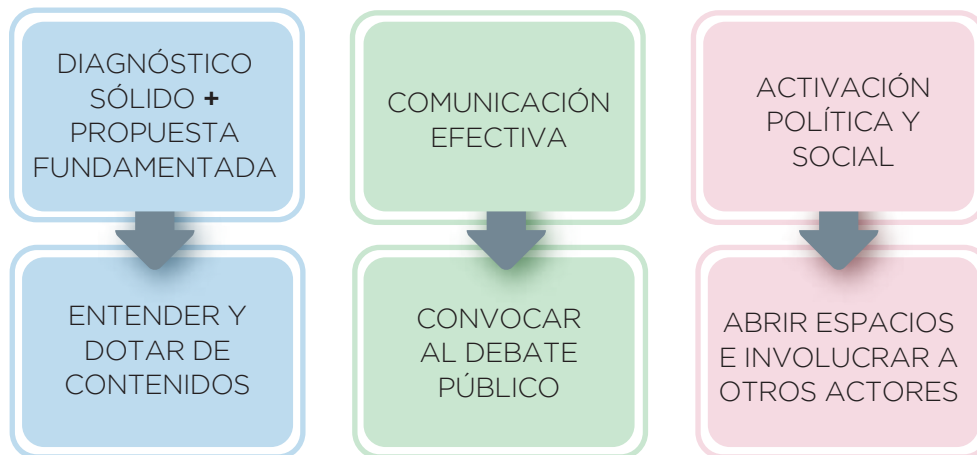 DIAGNÓSTICO
SÓLIDO +
PROPUESTA
FUNDAMENTADA
ENTENDER Y
DOTAR DE
CONTENIDOS
COMUNICACIÓN
EFECTIVA
CONVOCAR
AL DEBATE
PÚBLICO
ACTIVACIÓN
POLÍTICA Y
SOCIAL
ABRIR ESPACIOS
E INVOLUCRAR A
OTROS ACTORES